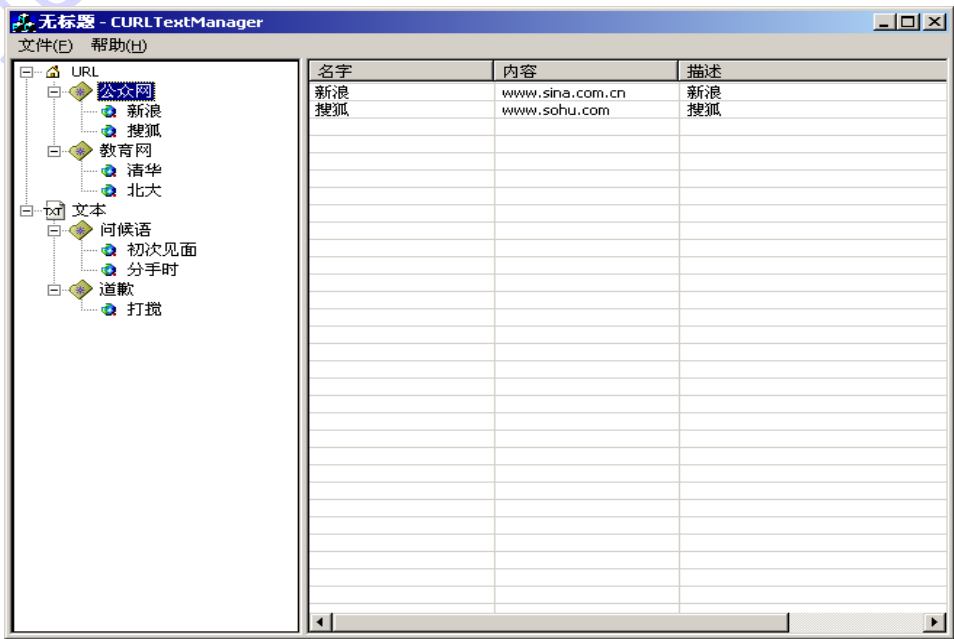 无标题 - CURLTextManager
文件(F) 帮助(H)
URL
公众网
新浪
搜狐
教育网
清华
北大
TXT 文本
问候语
初次见面
分手时
道歉
打搅
名字 内容 描述
新浪 www.sina.com.cn 新浪
搜狐 www.sohu.com 搜狐